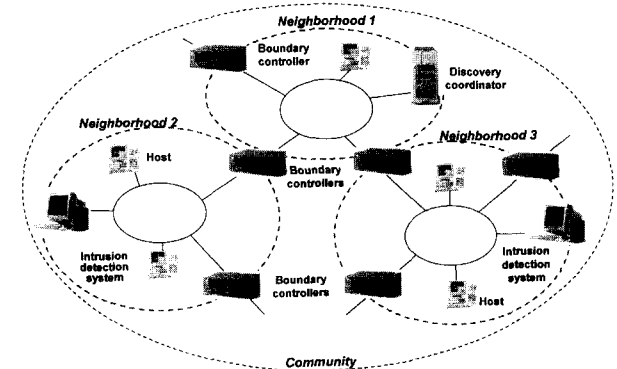 Neighborhood 1
Boundary
controller
Discovery
coordinator
Neighborhood 2
Neighborhood 3
Host
Boundary
controllers
Intrusion
detection
system
Intrusion
detection
system
Boundary
controllers
Host
Community